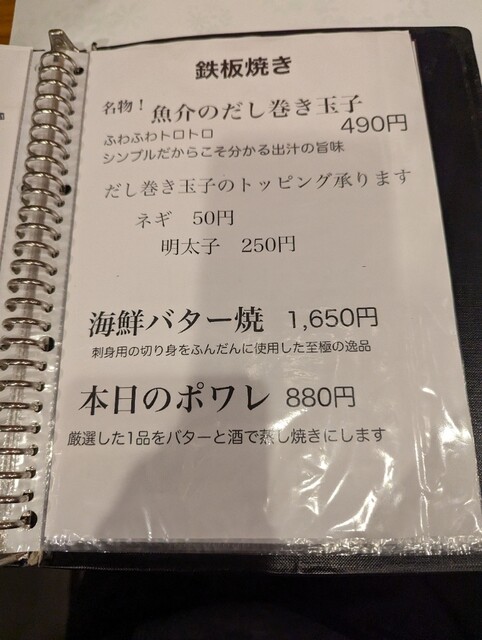 鉄板焼き
名物！魚介のだし巻き玉子
490円
ふわふわトロトロ
シンプルだからこそ分かる出汁の旨味
だし巻き玉子のトッピング承ります
ネギ 50円
明太子 250円
海鮮バター焼 1,650円
刺身用の切り身をふんだんに使用した至極の逸品
本日のポワレ 880円
厳選した1品をバターと酒で蒸し焼きにします